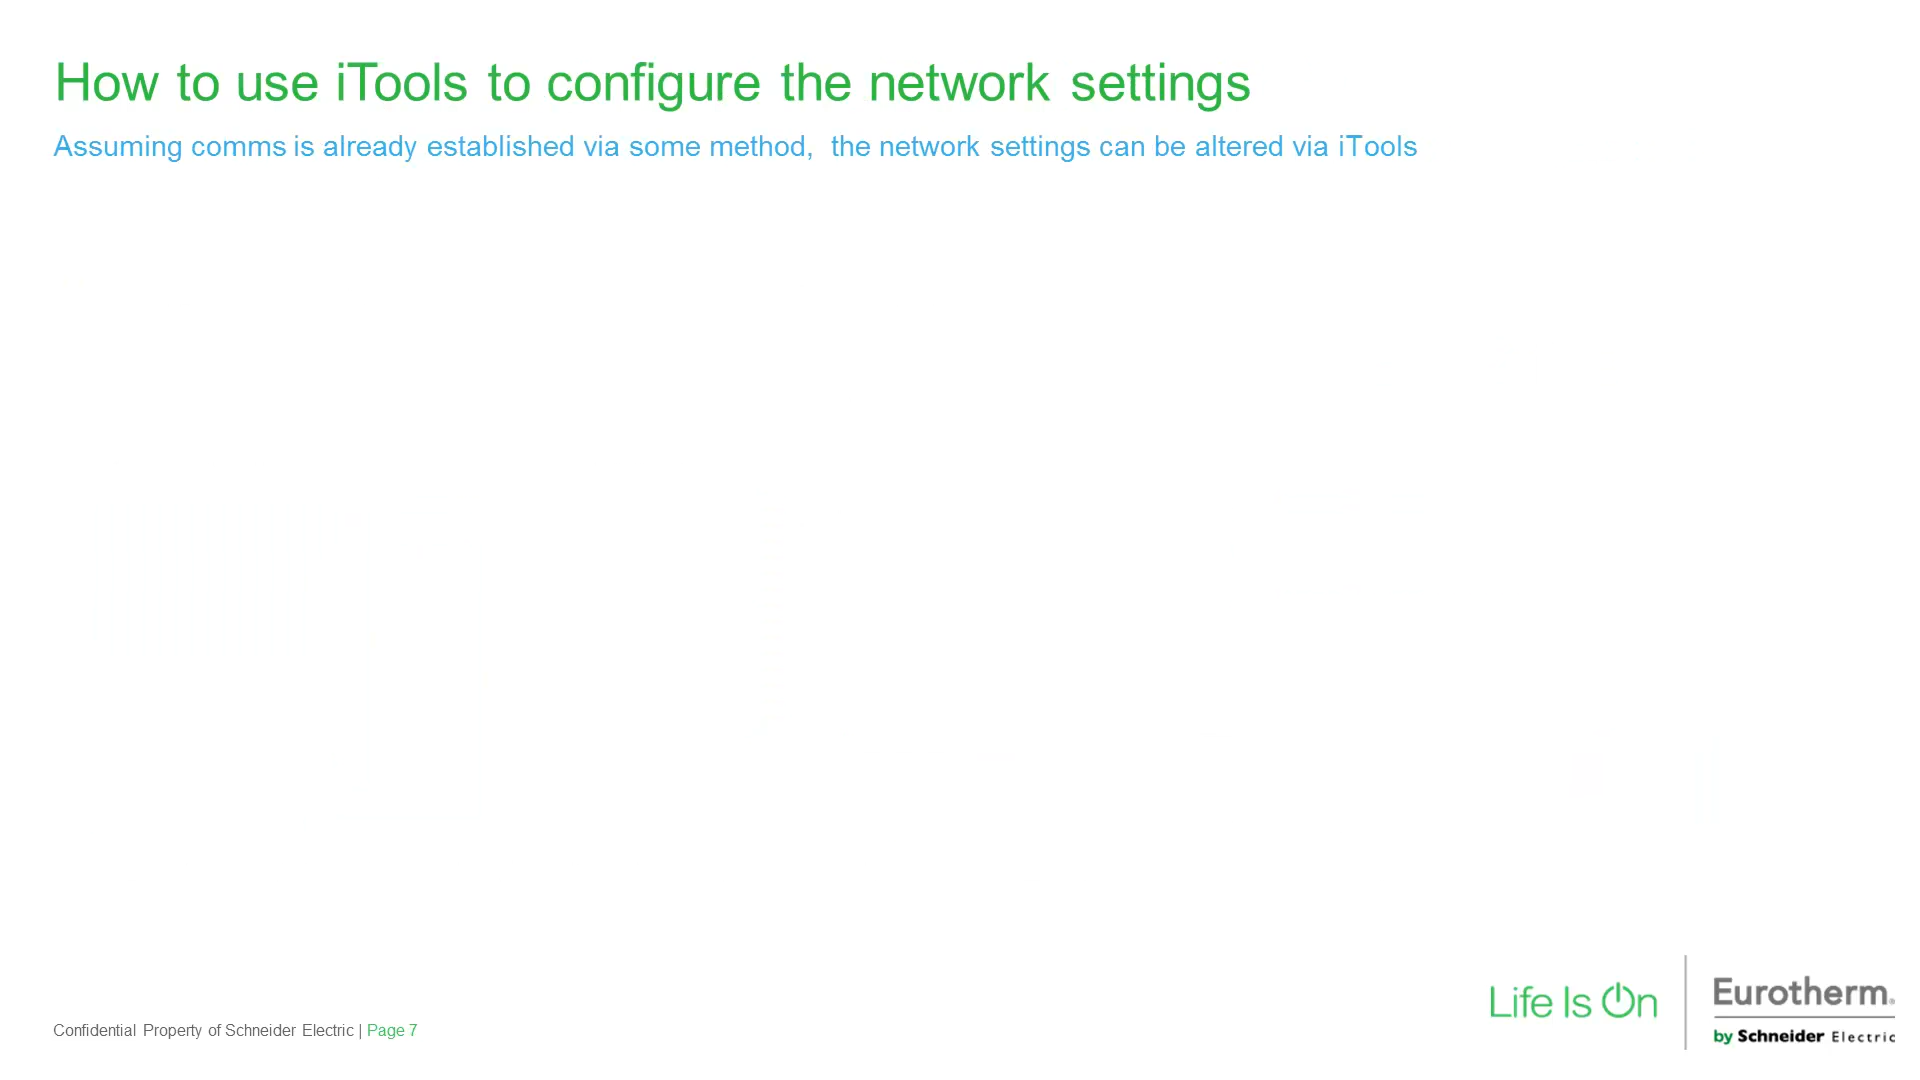 How to use iTools to configure the network settings
Assuming comms is already established via some method,  the network settings can be altered via iTools
Life Is On
Eurotherm.
by Schneider Electric
Confidential Property of Schneider Electric | Page 7